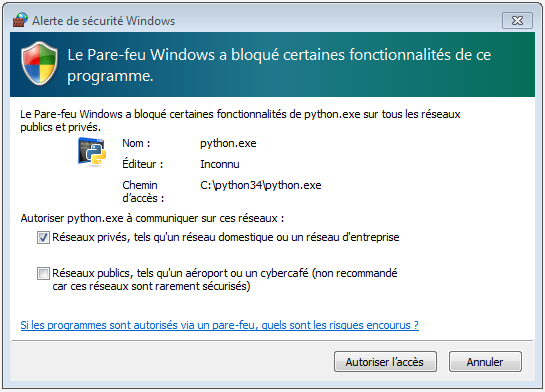 Alerte de sécurité Windows
Le Pare-feu Windows a bloqué certaines fonctionnalités de ce
programme.
Le Pare-feu Windows a bloqué certaines fonctionnalités de python.exe sur tous les réseaux
publics et privés.
Nom : python.exe
Éditeur : Inconnu
Chemin
d'accès : C:\python34\python.exe
Autoriser python.exe à communiquer sur ces réseaux :
Réseaux privés, tels qu'un réseau domestique ou un réseau d'entreprise
Réseaux publics, tels qu'un aéroport ou un cybercafé (non recommandé
car ces réseaux sont rarement sécurisés)
Si les programmes sont autorisés via un pare-feu, quels sont les risques encourus ?
Autoriser l'accès Annuler